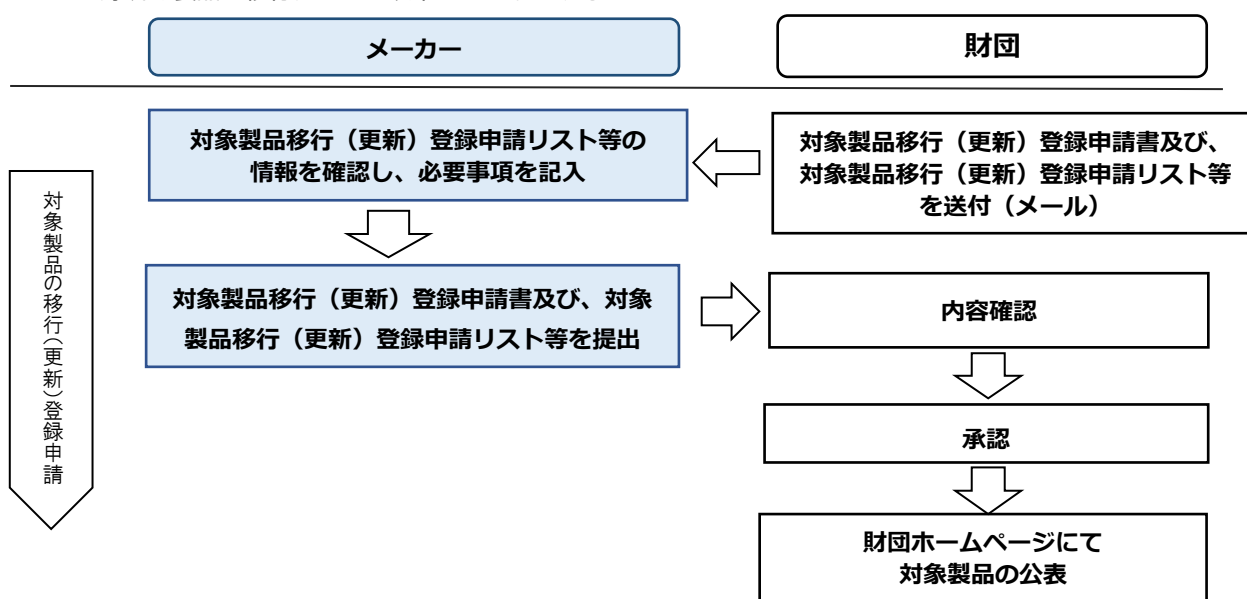 メーカー
財団
対象製品移行（更新）登録申請書及び、
対象製品移行（更新）登録申請リスト等
を送付（メール）
対象製品移行（更新）登録申請リスト等の
情報を確認し、必要事項を記入
対象製品移行（更新）登録申請書及び、対象
製品移行（更新）登録申請リスト等を提出
内容確認
承認
財団ホームページにて
対象製品の公表
対象製品の移行（更新）登録申請